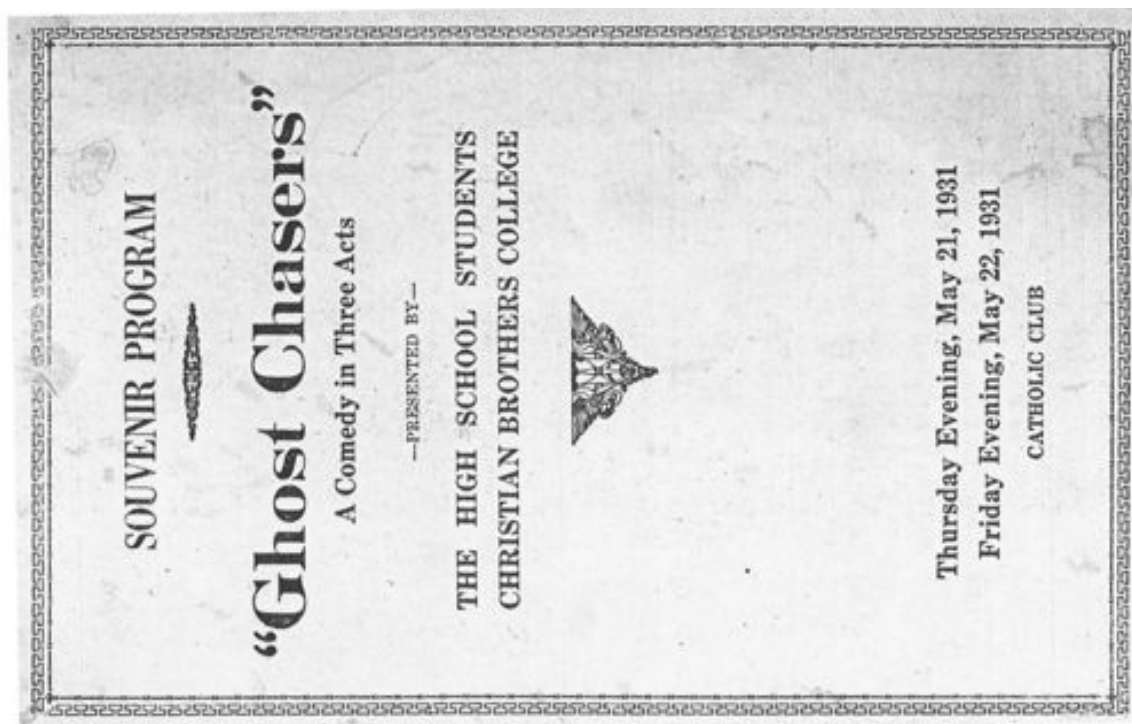 SOUVENIR PROGRAM
“Ghost Chasers”
A Comedy in Three Acts
—PRESENTED BY—
THE HIGH SCHOOL STUDENTS
CHRISTIAN BROTHERS COLLEGE
Thursday Evening, May 21, 1931
Friday Evening, May 22, 1931
CATHOLIC CLUB